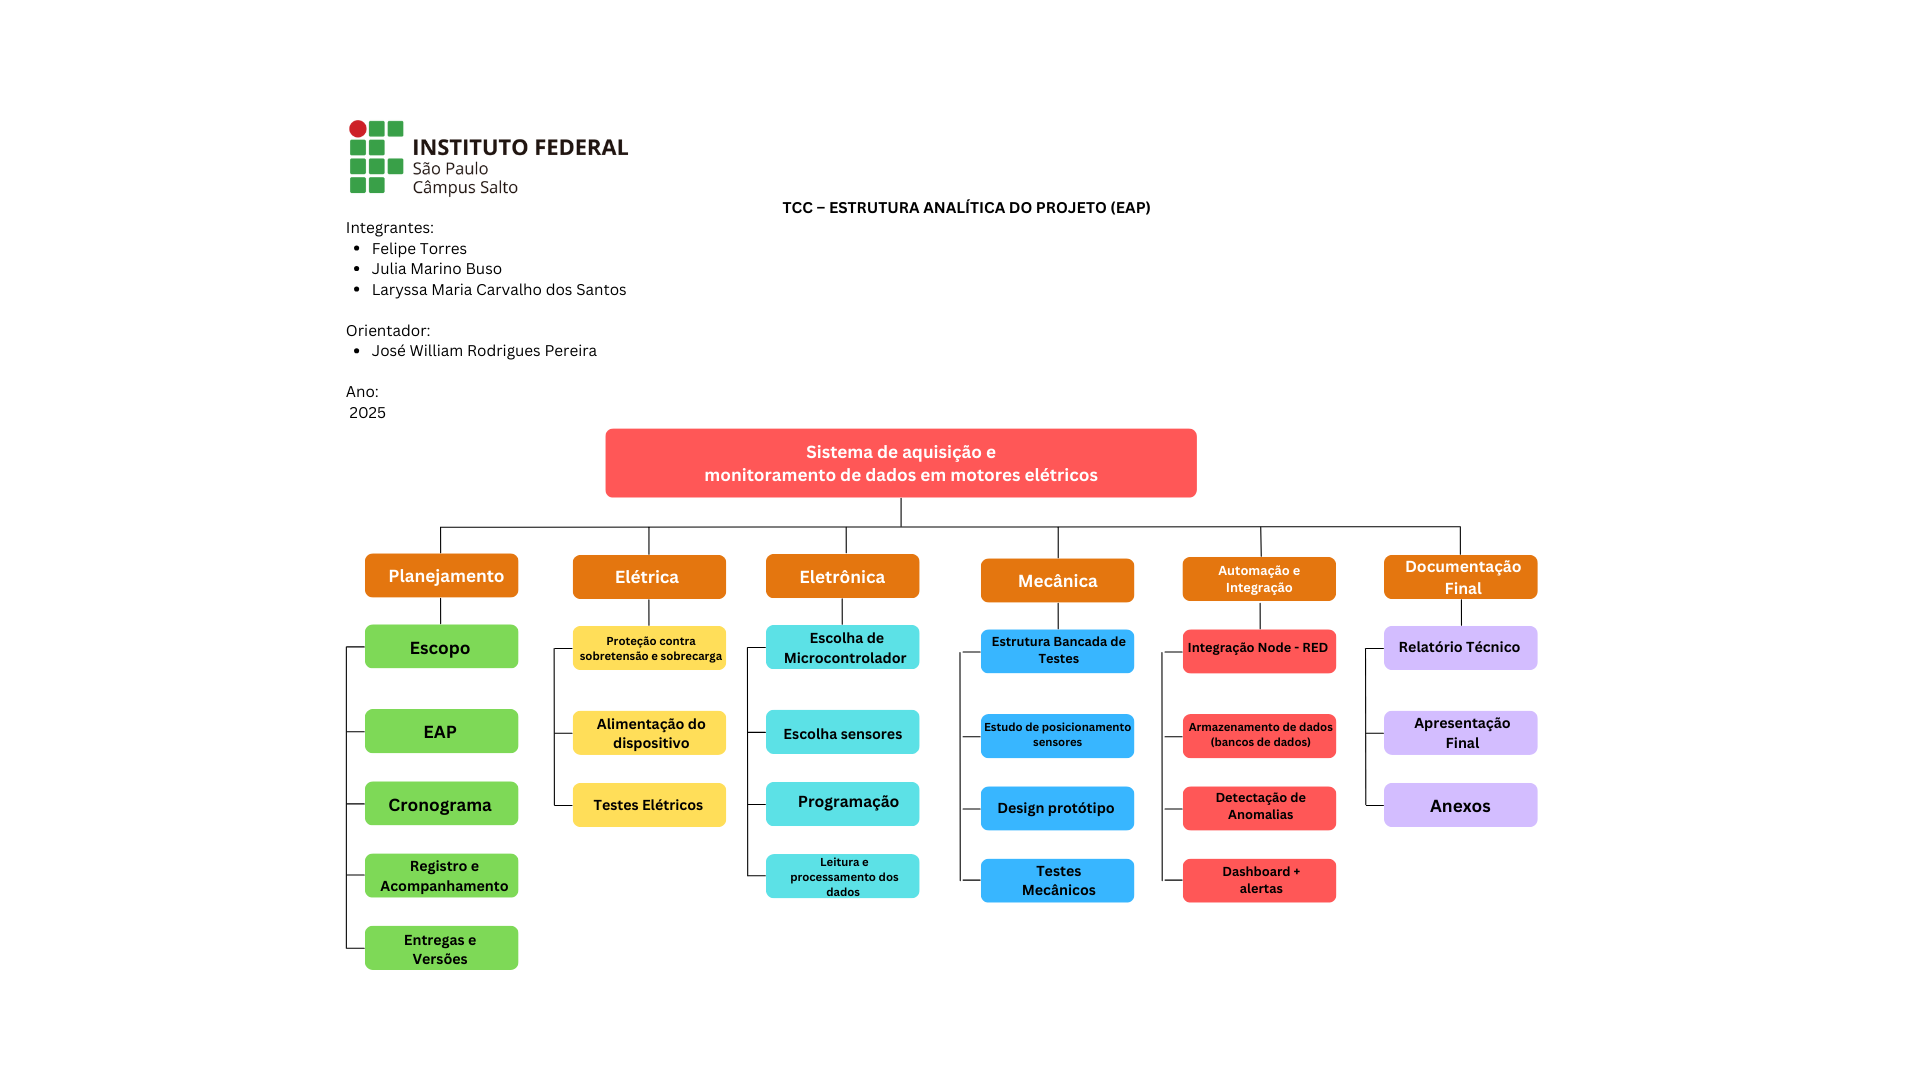 INSTITUTO FEDERAL
São Paulo
Câmpus Salto
TCC – ESTRUTURA ANALÍTICA DO PROJETO (EAP)
Integrantes:
• Felipe Torres
• Julia Marino Buso
• Laryssa Maria Carvalho dos Santos
Orientador:
• José William Rodrigues Pereira
Ano:
2025
Sistema de aquisição e
monitoramento de dados em motores elétricos
Planejamento
Escopo
EAP
Cronograma
Registro e
Acompanhamento
Entregas e
Versões
Elétrica
Proteção contra
sobretensão e sobrecarga
Alimentação do
dispositivo
Testes Elétricos
Eletrônica
Escolha de
Microcontrolador
Escolha sensores
Programação
Leitura e
processamento dos
dados
Mecânica
Estrutura Bancada de
Testes
Estudo de posicionamento
sensores
Design protótipo
Testes
Mecânicos
Automação e
Integração
Integração Node - RED
Armazenamento de dados
(bancos de dados)
Detectação de
Anomalias
Dashboard +
alertas
Documentação
Final
Relatório Técnico
Apresentação
Final
Anexos